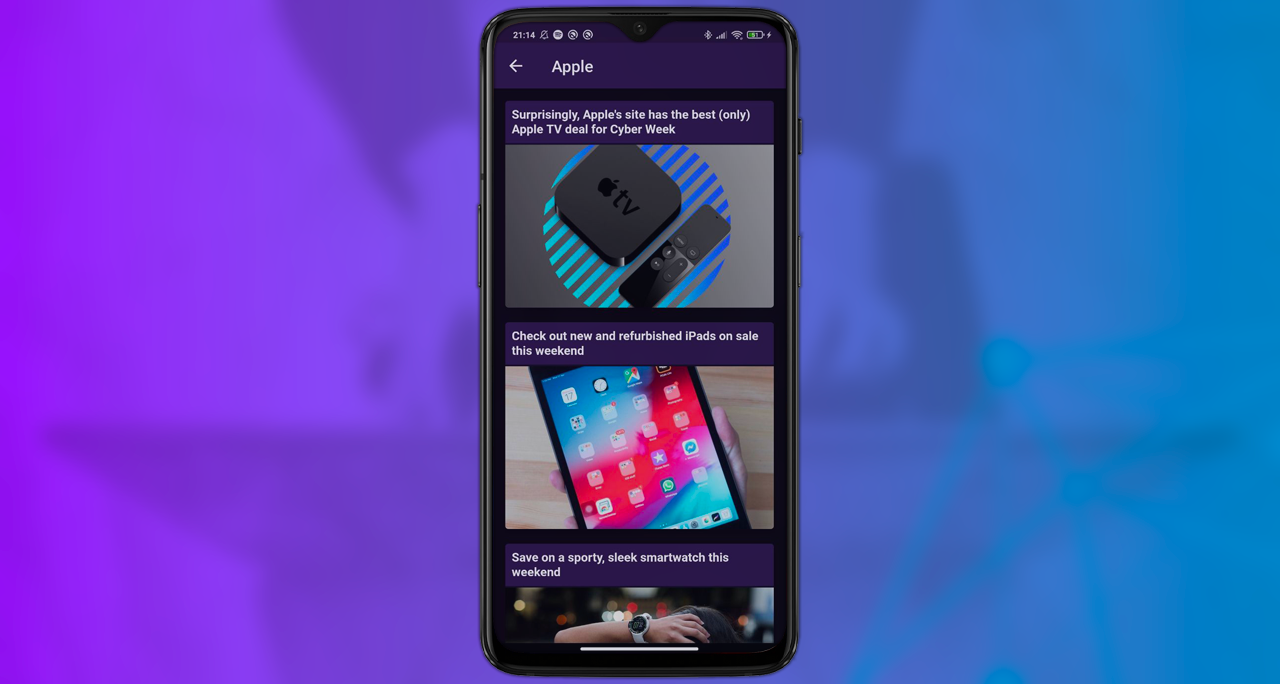 21:14
Apple
Surprisingly, Apple's site has the best (only)
Apple TV deal for Cyber Week
tv
Check out new and refurbished iPads on sale
this weekend
Save on a sporty, sleek smartwatch this
weekend